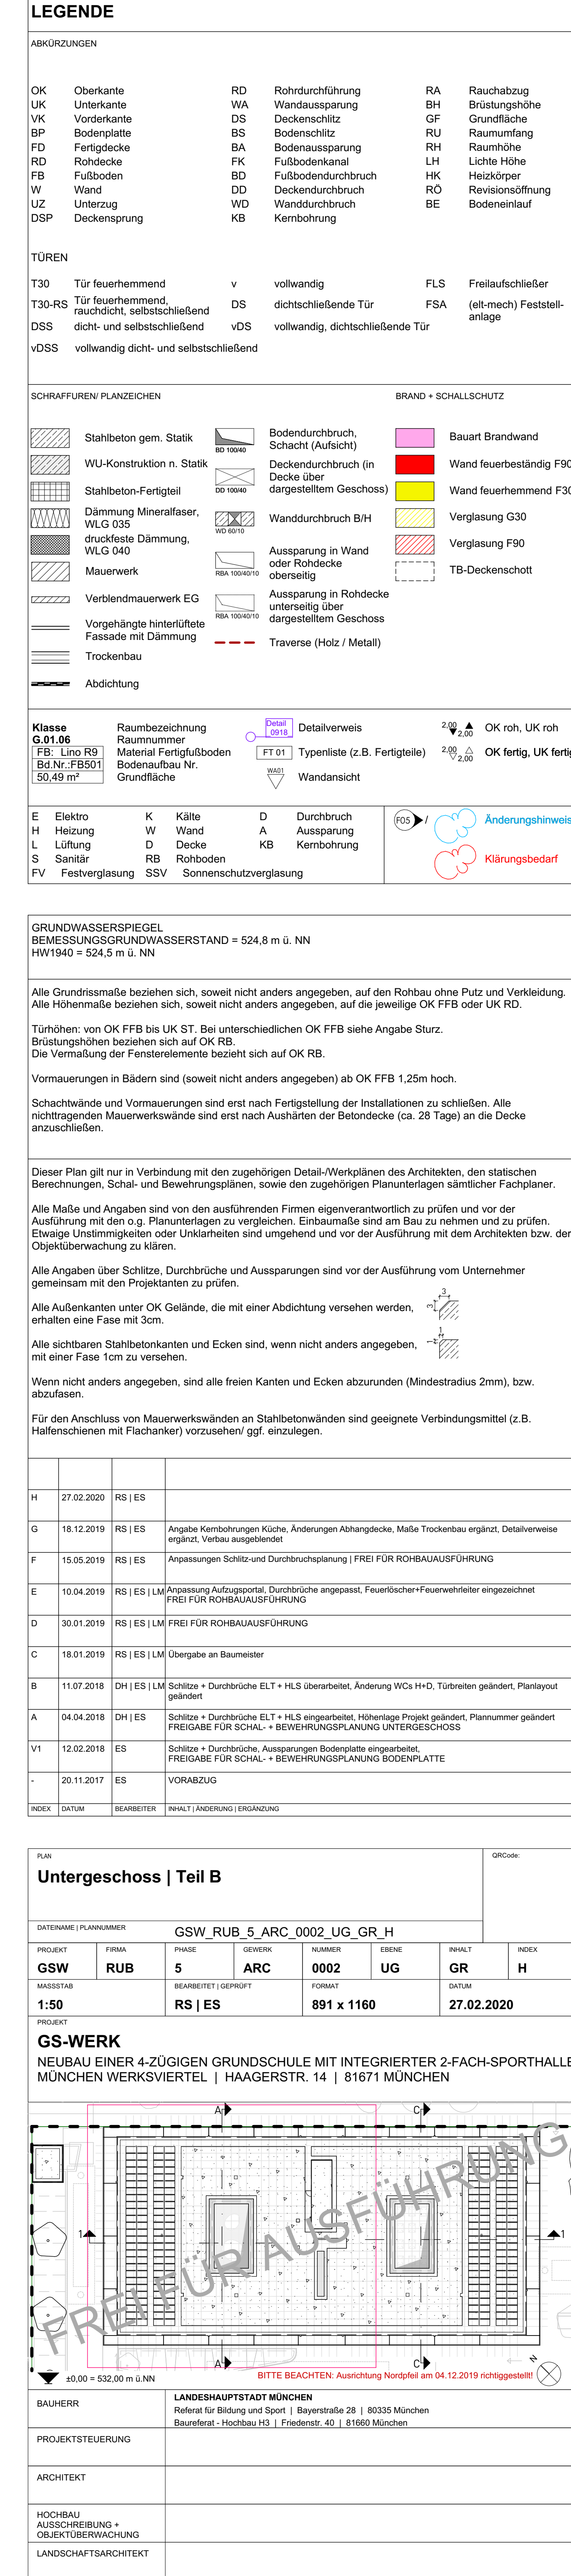 LEGENDE
ABKÜRZUNGEN
OK Oberkante RD Rohrdurchführung RA Rauchabzug
UK Unterkante WA Wandaussparung BH Brüstungshöhe
VK Vorderkante DS Deckenschlitz GF Grundfläche
BP Bodenplatte BS Bodenschlitz RU Raumumfang
FD Fertigdecke BA Bodenaussparung RH Raumhöhe
RD Rohdecke FK Fußbodenkanal LH Lichte Höhe
FB Fußboden BD Fußbodendurchbruch HK Heizkörper
W Wand DD Deckendurchbruch RÖ Revisionsöffnung
UZ Unterzug WD Wanddurchbruch BE Bodeneinlauf
DSP Deckensprung KB Kernbohrung
TÜREN
T30 Tür feuerhemmend v vollwandig FLS Freilaufschließer
T30-RS Tür feuerhemmend, rauchdicht, selbstschließend DS dichtschließende Tür FSA (elt-mech) Feststell-
anlage
DSS dicht- und selbstschließend vDS vollwandig, dichtschließende Tür
vDSS vollwandig dicht- und selbstschließend
SCHRAFFUREN/ PLANZEICHEN
Stahlbeton gem. Statik
WU-Konstruktion n. Statik
Stahlbeton-Fertigteil
Dämmung Mineralfaser,
WLG 035
druckfeste Dämmung,
WLG 040
Mauerwerk
Verblendmauerwerk EG
Vorgehängte hinterlüftete
Fassade mit Dämmung
Trockenbau
Abdichtung
BD 100/40
Bodendurchbruch,
Schacht (Aufsicht)
DD 100/40
Deckendurchbruch (in
Decke über
dargestelltem Geschoss)
WD 60/10
Wanddurchbruch B/H
RBA 100/40/10
Aussparung in Wand
oder Rohdecke
oberseitig
RBA 100/40/10
Aussparung in Rohdecke
unterseitig über
dargestelltem Geschoss
Traverse (Holz / Metall)
BRAND + SCHALLSCHUTZ
Bauart Brandwand
Wand feuerbeständig F90
Wand feuerhemmend F30
Verglasung G30
Verglasung F90
TB-Deckenschott
Klasse Raumbezeichnung
G.01.06 Raumnummer
FB: Lino R9 Material Fertigfußboden
Bd.Nr.:FB501 Bodenaufbau Nr.
50,49 m² Grundfläche
Detail
0918
Detailverweis
FT 01 Typenliste (z.B. Fertigteile)
WA01
Wandansicht
2,00 2,00 OK roh, UK roh
2,00 2,00 OK fertig, UK fertig
E Elektro K Kälte D Durchbruch
H Heizung W Wand A Aussparung
L Lüftung D Decke KB Kernbohrung
S Sanitär RB Rohboden
FV Festverglasung SSV Sonnenschutzverglasung
F05 /
Änderungshinweis
Klärungsbedarf
GRUNDWASSERSPIEGEL
BEMESSUNGSGRUNDWASSERSTAND = 524,8 m ü. NN
HW1940 = 524,5 m ü. NN
Alle Grundrissmaße beziehen sich, soweit nicht anders angegeben, auf den Rohbau ohne Putz und Verkleidung.
Alle Höhenmaße beziehen sich, soweit nicht anders angegeben, auf die jeweilige OK FFB oder UK RD.
Türhöhen: von OK FFB bis UK ST. Bei unterschiedlichen OK FFB siehe Angabe Sturz.
Brüstungshöhen beziehen sich auf OK RB.
Die Vermaßung der Fensterelemente bezieht sich auf OK RB.
Vormauerungen in Bädern sind (soweit nicht anders angegeben) ab OK FFB 1,25m hoch.
Schachtwände und Vormauerungen sind erst nach Fertigstellung der Installationen zu schließen. Alle
nichttragenden Mauerwerkswände sind erst nach Aushärten der Betondecke (ca. 28 Tage) an die Decke
anzuschließen.
Dieser Plan gilt nur in Verbindung mit den zugehörigen Detail-/Werkplänen des Architekten, den statischen
Berechnungen, Schal- und Bewehrungsplänen, sowie den zugehörigen Planunterlagen sämtlicher Fachplaner.
Alle Maße und Angaben sind von den ausführenden Firmen eigenverantwortlich zu prüfen und vor der
Ausführung mit den o.g. Planunterlagen zu vergleichen. Einbaumaße sind am Bau zu nehmen und zu prüfen.
Etwaige Unstimmigkeiten oder Unklarheiten sind umgehend und vor der Ausführung mit dem Architekten bzw. der
Objektüberwachung zu klären.
Alle Angaben über Schlitze, Durchbrüche und Aussparungen sind vor der Ausführung vom Unternehmer
gemeinsam mit den Projektanten zu prüfen.
Alle Außenkanten unter OK Gelände, die mit einer Abdichtung versehen werden,
erhalten eine Fase mit 3cm.
3
3
Alle sichtbaren Stahlbetonkanten und Ecken sind, wenn nicht anders angegeben,
mit einer Fase 1cm zu versehen.
1
1
Wenn nicht anders angegeben, sind alle freien Kanten und Ecken abzurunden (Mindestradius 2mm), bzw.
abzufasen.
Für den Anschluss von Mauerwerkswänden an Stahlbetonwänden sind geeignete Verbindungsmittel (z.B.
Halfenschienen mit Flachanker) vorzusehen/ ggf. einzulegen.
H 27.02.2020 RS | ES
G 18.12.2019 RS | ES Angabe Kernbohrungen Küche, Änderungen Abhangdecke, Maße Trockenbau ergänzt, Detailverweise
ergänzt, Verbau ausgeblendet
F 15.05.2019 RS | ES Anpassungen Schlitz-und Durchbruchsplanung | FREI FÜR ROHBAUAUSFÜHRUNG
E 10.04.2019 RS | ES | LM Anpassung Aufzugsportal, Durchbrüche angepasst, Feuerlöscher+Feuerwehrleiter eingezeichnet
FREI FÜR ROHBAUAUSFÜHRUNG
D 30.01.2019 RS | ES | LM FREI FÜR ROHBAUAUSFÜHRUNG
C 18.01.2019 RS | ES | LM Übergabe an Baumeister
B 11.07.2018 DH | ES | LM Schlitze + Durchbrüche ELT + HLS überarbeitet, Änderung WCs H+D, Türbreiten geändert, Planlayout
geändert
A 04.04.2018 DH | ES Schlitze + Durchbrüche ELT + HLS eingearbeitet, Höhenlage Projekt geändert, Plannummer geändert
FREIGABE FÜR SCHAL- + BEWEHRUNGSPLANUNG UNTERGESCHOSS
V1 12.02.2018 ES Schlitze + Durchbrüche, Aussparungen Bodenplatte eingearbeitet,
FREIGABE FÜR SCHAL- + BEWEHRUNGSPLANUNG BODENPLATTE
- 20.11.2017 ES VORABZUG
INDEX DATUM BEARBEITER INHALT | ÄNDERUNG | ERGÄNZUNG
PLAN QRCode:
Untergeschoss | Teil B
DATEINAME | PLANNUMMER GSW_RUB_5_ARC_0002_UG_GR_H
PROJEKT FIRMA PHASE GEWERK NUMMER EBENE INHALT INDEX
GSW RUB 5 ARC 0002 UG GR H
MASSSTAB BEARBEITET | GEPRÜFT FORMAT DATUM
1:50 RS | ES 891 x 1160 27.02.2020
PROJEKT
GS-WERK
NEUBAU EINER 4-ZÜGIGEN GRUNDSCHULE MIT INTEGRIERTER 2-FACH-SPORTHALLE
MÜNCHEN WERKSVIERTEL | HAAGERSTR. 14 | 81671 MÜNCHEN
A C
1 1
FREI FÜR AUSFÜHRUNG
A C
N
±0,00 = 532,00 m ü.NN
BITTE BEACHTEN: Ausrichtung Nordpfeil am 04.12.2019 richtiggestellt!
BAUHERR
LANDESHAUPTSTADT MÜNCHEN
Referat für Bildung und Sport | Bayerstraße 28 | 80335 München
Baureferat - Hochbau H3 | Friedenstr. 40 | 81660 München
PROJEKTSTEUERUNG
ARCHITEKT
HOCHBAU
AUSSCHREIBUNG +
OBJEKTÜBERWACHUNG
LANDSCHAFTSARCHITEKT